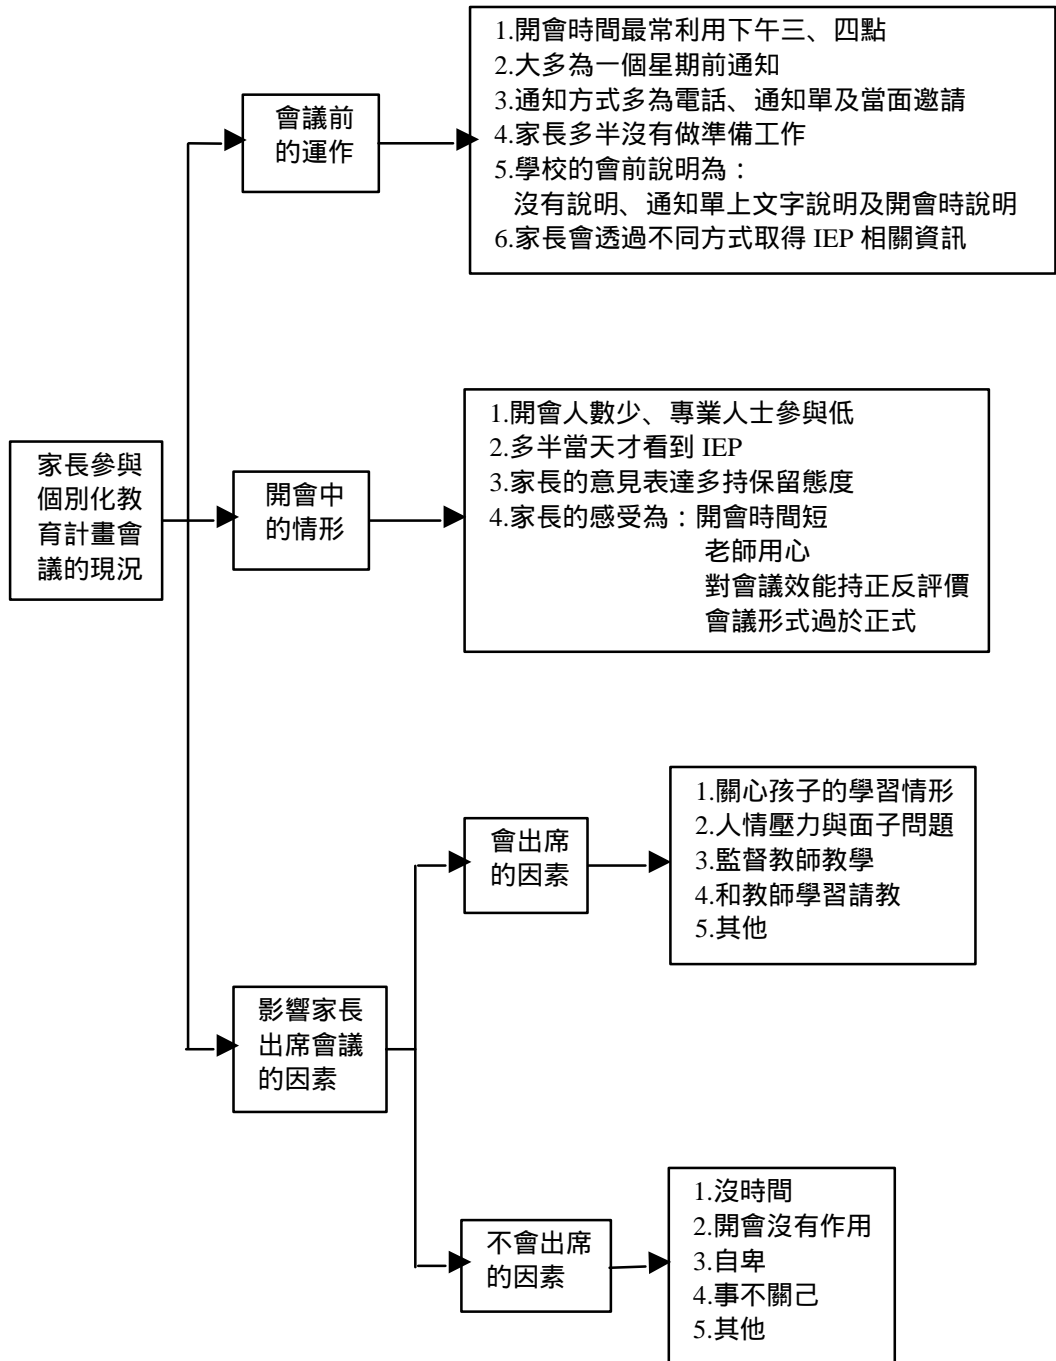 1.開會時間最常利用下午三、四點
2.大多為一個星期前通知
3.通知方式多為電話、通知單及當面邀請
4.家長多半沒有做準備工作
5.學校的會前說明為：
沒有說明、通知單上文字說明及開會時說明
6.家長會透過不同方式取得 IEP 相關資訊
會議前
的運作
1.開會人數少、專業人士參與低
2.多半當天才看到 IEP
3.家長的意見表達多持保留態度
4.家長的感受為：開會時間短
老師用心
對會議效能持正反評價
會議形式過於正式
家長參與
個別化教
育計畫會
議的現況
開會中
的情形
1.關心孩子的學習情形
2.人情壓力與面子問題
3.監督教師教學
4.和教師學習請教
5.其他
會出席
的因素
影響家長
出席會議
的因素
不會出席
的因素
1.沒時間
2.開會沒有作用
3.自卑
4.事不關己
5.其他